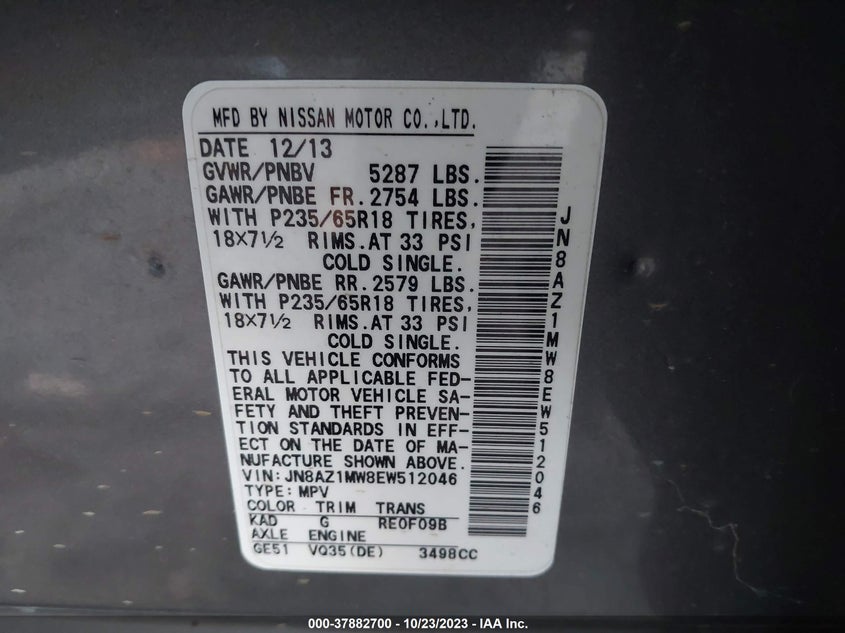 MFD BY NISSAN MOTOR CO.,LTD.
DATE 12/13
GVWR/PNBV 5287 LBS.
GAWR/PNBE FR.2754 LBS.
WITH P235/65R18 TIRES,
18X7½ RIMS.AT 33 PSI
COLD SINGLE.
GAWR/PNBE RR.2579 LBS.
WITH P235/65R18 TIRES,
18X7½ RIMS.AT 33 PSI
COLD SINGLE.
THIS VEHICLE CONFORMS
TO ALL APPLICABLE FED-
ERAL MOTOR VEHICLE SA-
FETY AND THEFT PREVEN-
TION STANDARDS IN EFF-
ECT ON THE DATE OF MA-
NUFACTURE SHOWN ABOVE.
VIN: JN8AZ1MW8EW512046
TYPE: MPV
COLOR TRIM TRANS
KAD G RE0F09B
AXLE ENGINE
GE51 VQ35(DE) 3498CC
JN8AZ1MW8EW512046
000-37882700 - 10/23/2023 - IAA Inc.